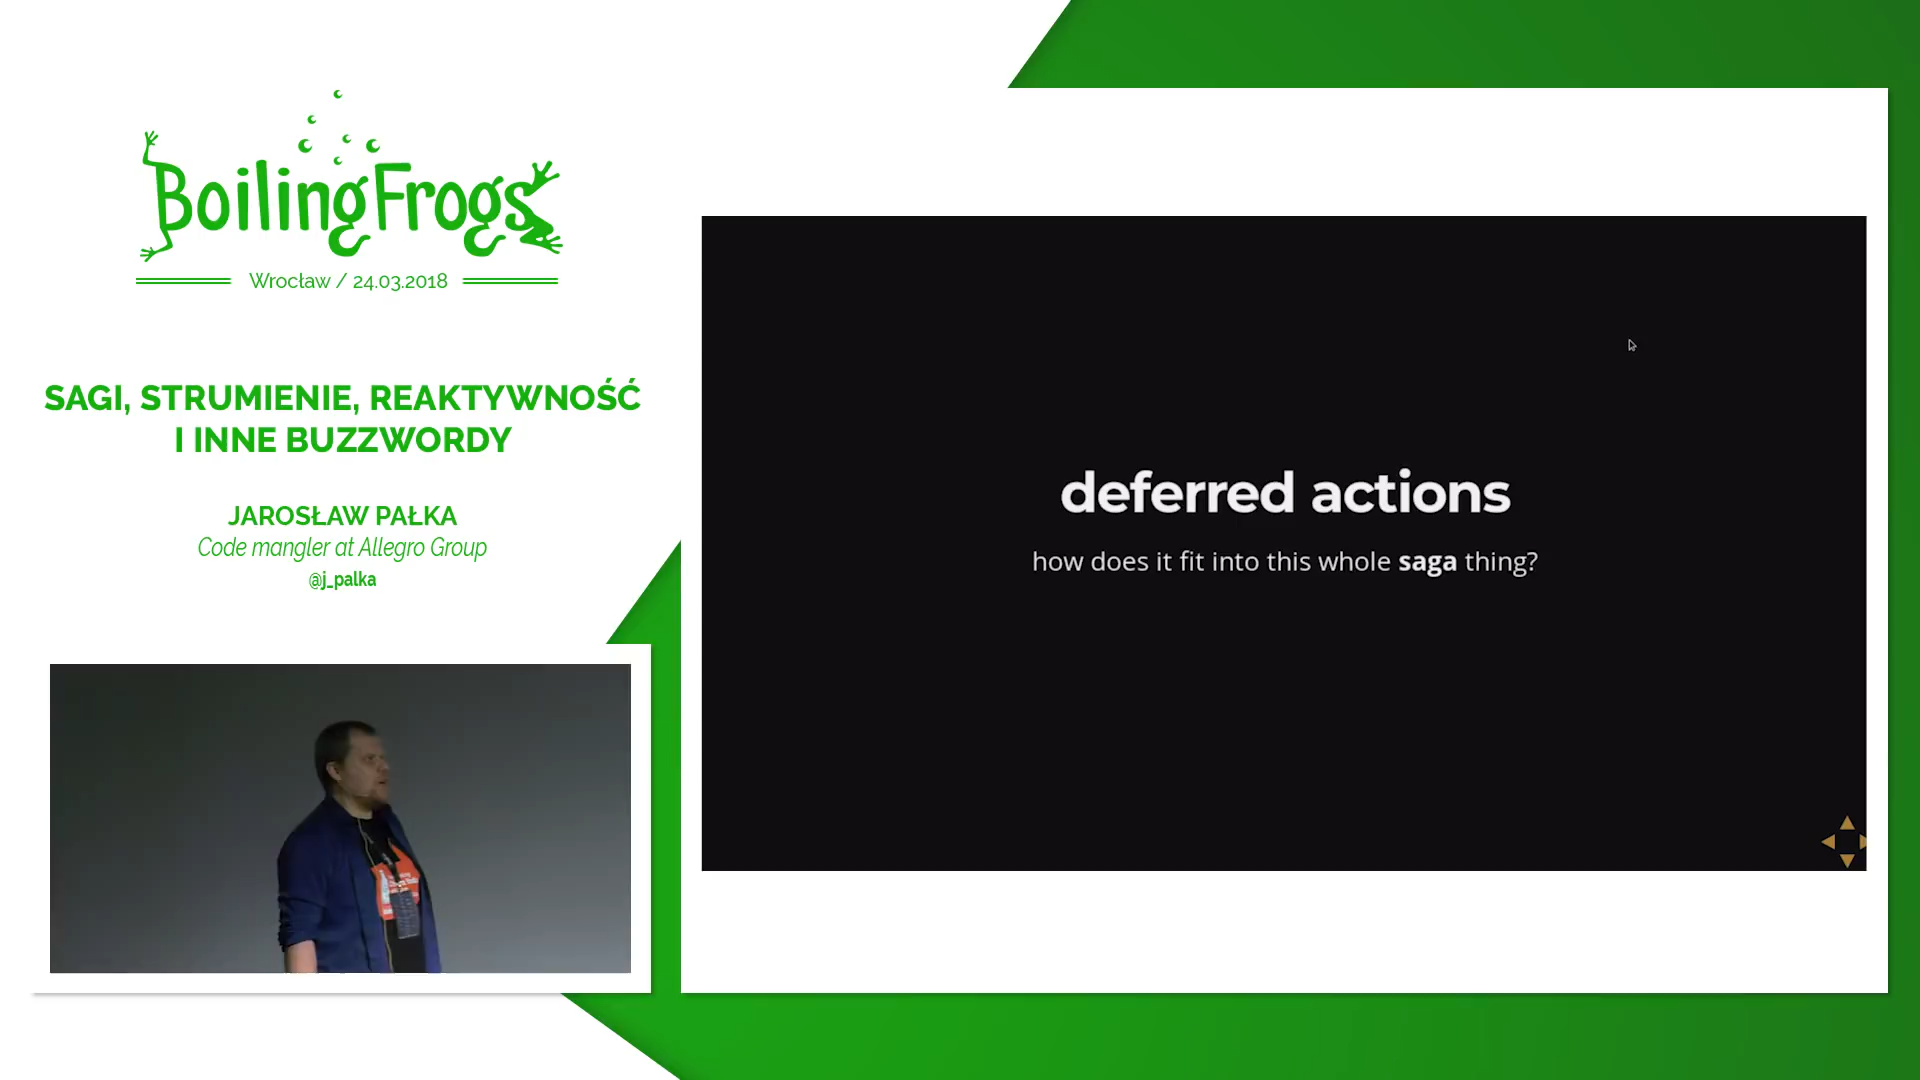 BoilingFrogs
Wrocław / 24.03.2018
SAGI, STRUMIENIE, REAKTYWNOŚĆ
I INNE BUZZWORDY
JAROSŁAW PAŁKA
Code mangler at Allegro Group
@j_palka
deferred actions
how does it fit into this whole saga thing?